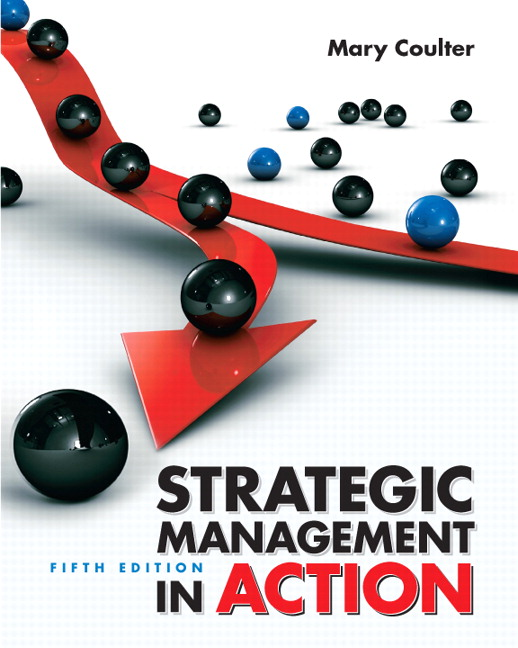 Mary Coulter
STRATEGIC
MANAGEMENT
FIFTH EDITION
IN ACTION